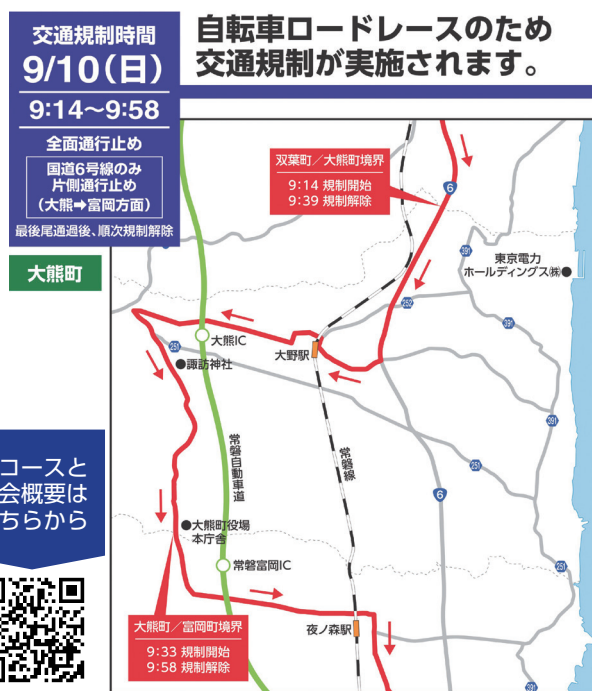 交通規制時間
9/10(日)
9:14〜9:58
全面通行止め
国道6号線のみ
片側通行止め
(大熊➡富岡方面)
最後尾通過後、順次規制解除
自転車ロードレースのため
交通規制が実施されます。
大熊町
コースと
会概要は
ちらから
双葉町/大熊町境界
9:14 規制開始
9:39 規制解除
6
391
東京電力
ホールディングス㈱
252
391
大熊IC
251
諏訪神社
大野駅
391
常磐自動車道
常磐線
251
6
大熊町役場
本庁舎
常磐富岡IC
251
大熊町/富岡町境界
9:33 規制開始
9:58 規制解除
夜ノ森駅
391